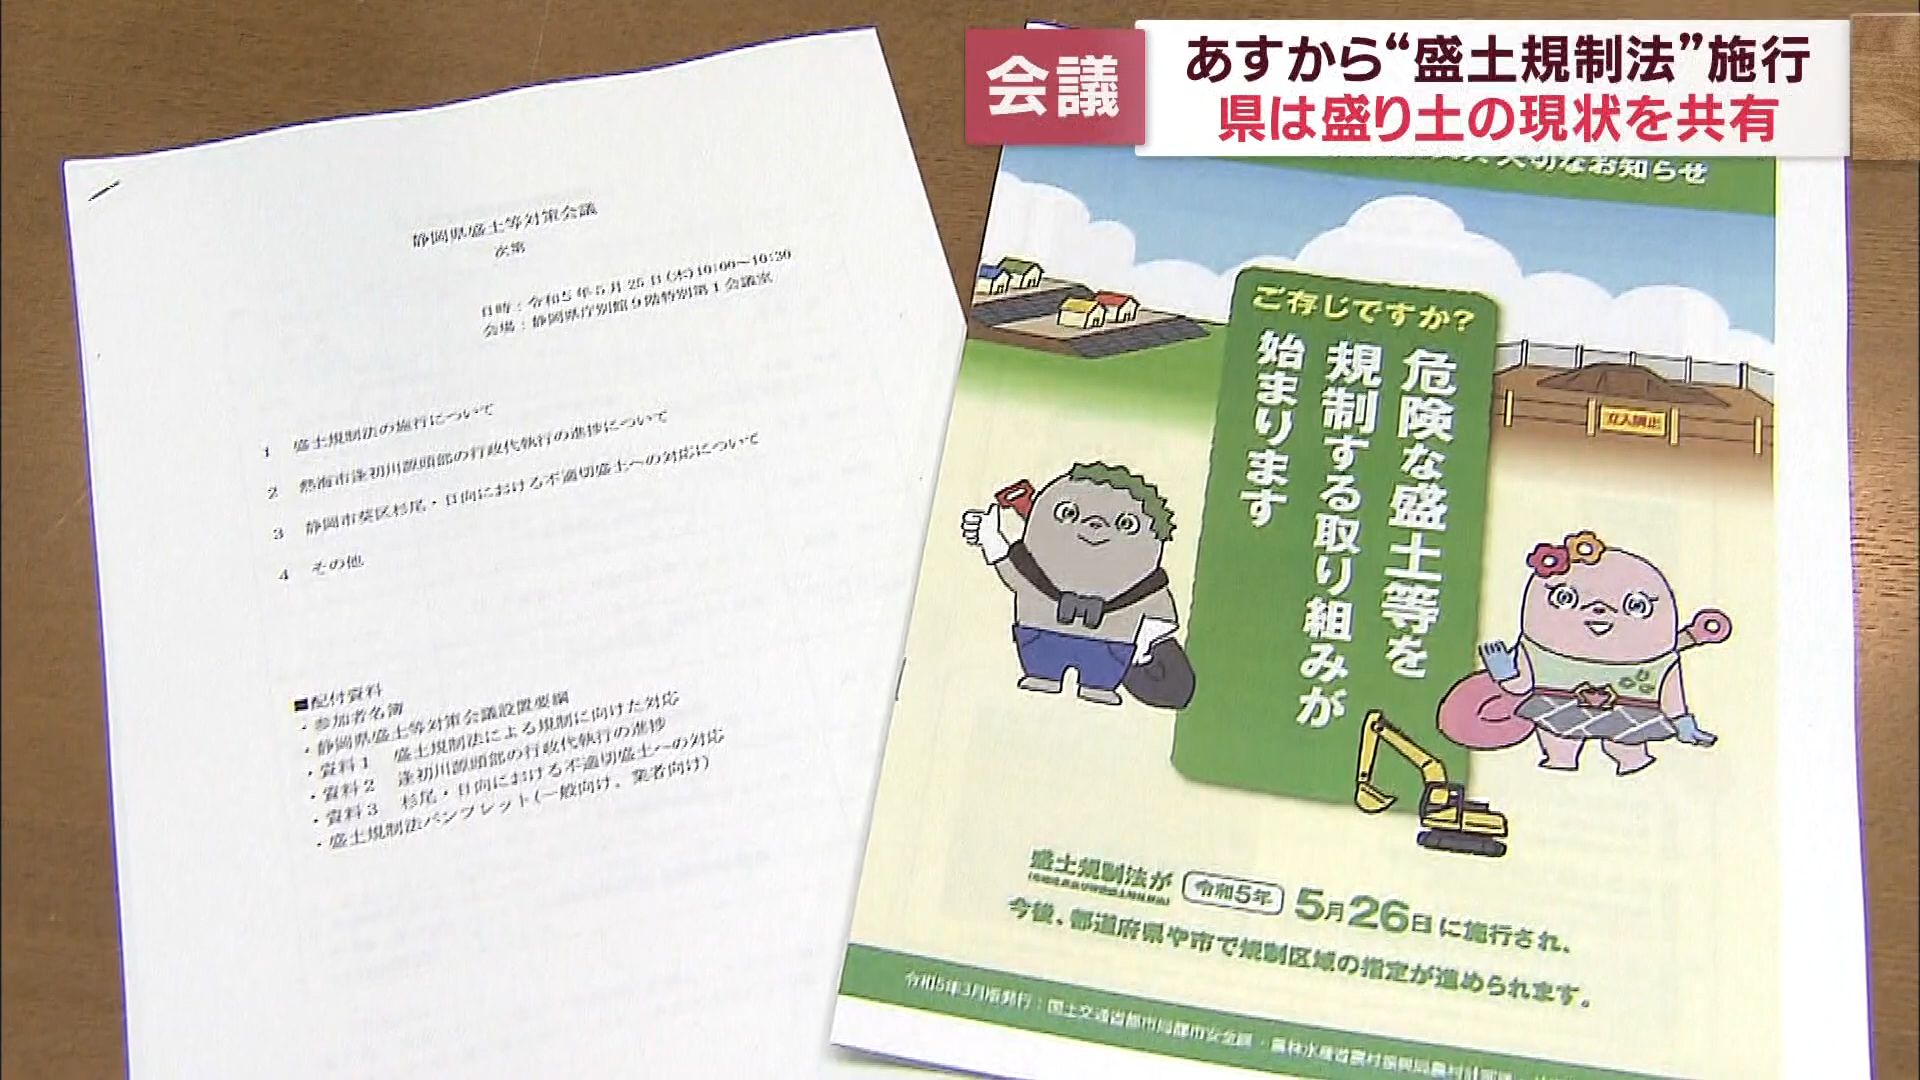 会議
あすから“盛土規制法”施行
県は盛り土の現状を共有
静岡県盛土等対策会議
次第
日時：令和5年5月25日(木)10:00～10:30
会場：静岡県庁別館9階特別第1会議室
1 盛土規制法の施行について
2 熱海市逢初川源頭部の行政代執行の進捗について
3 静岡市葵区杉尾・日向における不適切盛土への対応について
4 その他
■配付資料
・参加者名簿
・静岡県盛土等対策会議設置要綱
・資料1 盛土規制法による規制に向けた対応
・資料2 逢初川源頭部の行政代執行の進捗
・資料3 杉尾・日向における不適切盛土への対応
・盛土規制法パンフレット(一般向け、業者向け)
大切なお知らせ
ご存じですか?
危険な盛土等を
規制する取り組みが
始まります
立入禁止
盛土規制法が 令和5年 5月26日に施行され、
今後、都道府県や市で規制区域の指定が進められます。
令和5年3月版発行：国土交通省都市局都市安全課・農林水産省農村振興局農村計画課